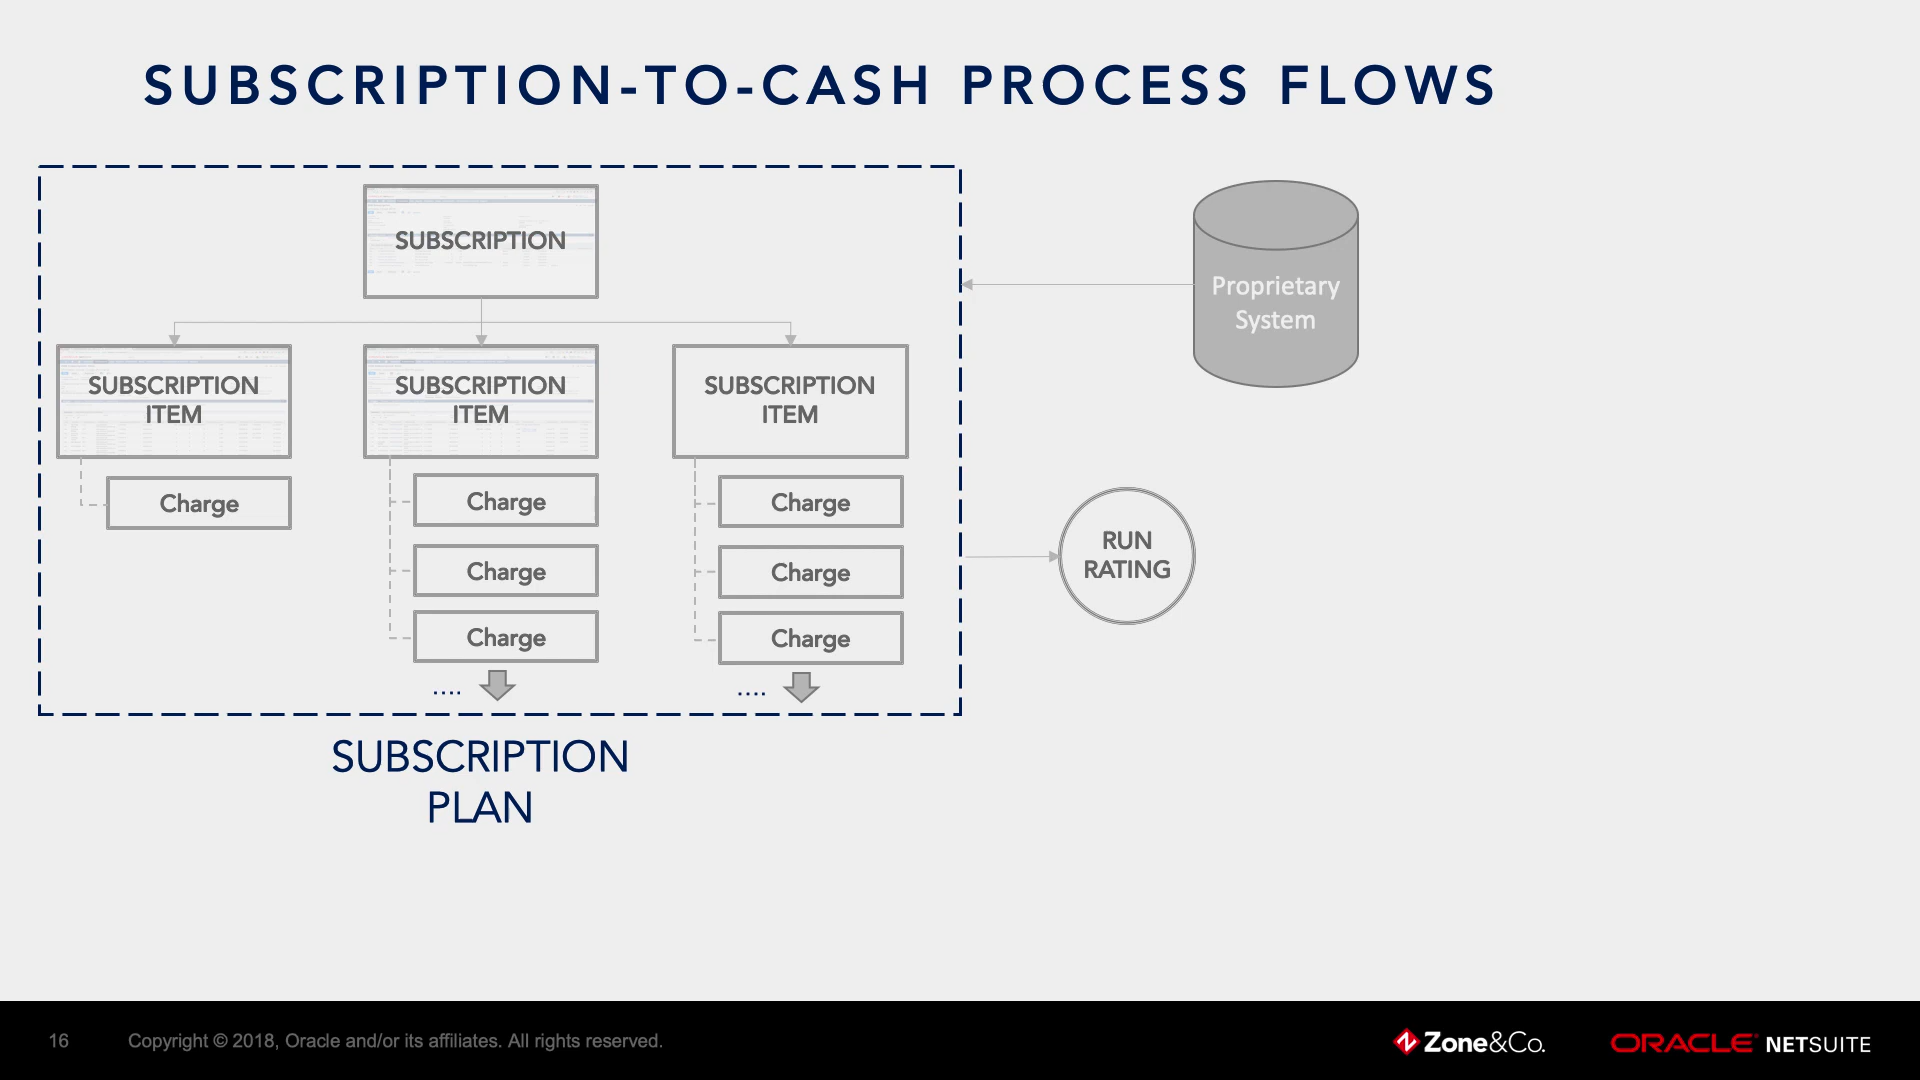 SUBSCRIPTION-TO-CASH PROCESS FLOWS
SUBSCRIPTION
Proprietary
System
SUBSCRIPTION
ITEM
SUBSCRIPTION
ITEM
SUBSCRIPTION
ITEM
Charge
Charge
Charge
Charge
Charge
Charge
Charge
....
....
RUN
RATING
SUBSCRIPTION
PLAN
16
Copyright © 2018, Oracle and/or its affiliates. All rights reserved.
Zone&Co.
ORACLE NETSUITE